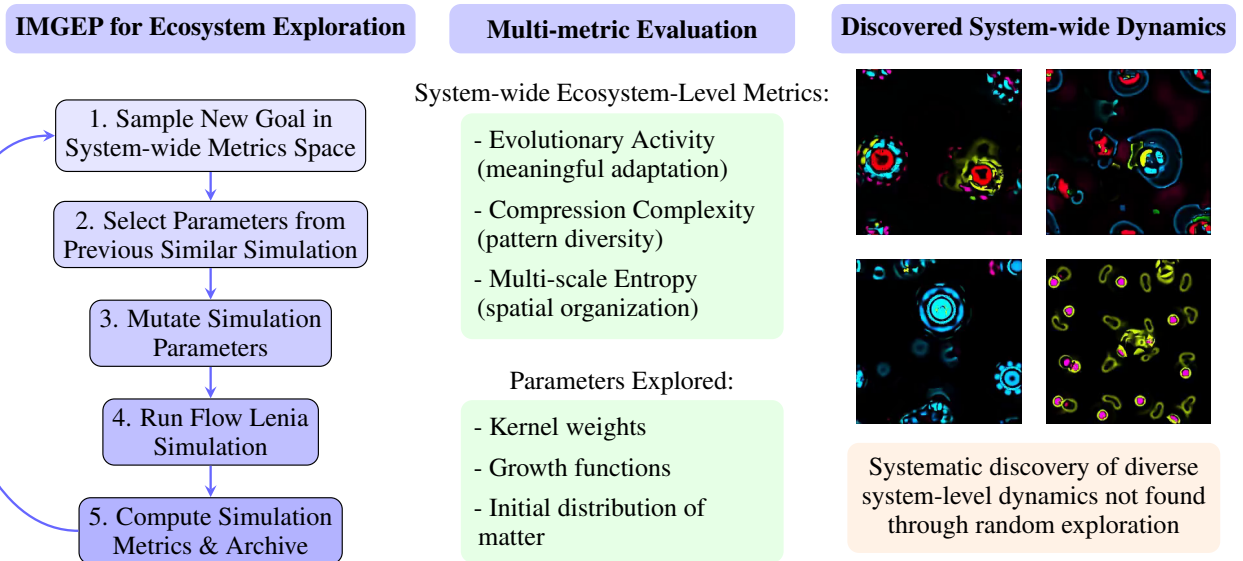 IMGEP for Ecosystem Exploration
1. Sample New Goal in
System-wide Metrics Space
2. Select Parameters from
Previous Similar Simulation
3. Mutate Simulation
Parameters
4. Run Flow Lenia
Simulation
5. Compute Simulation
Metrics & Archive
Multi-metric Evaluation
System-wide Ecosystem-Level Metrics:
- Evolutionary Activity
(meaningful adaptation)
- Compression Complexity
(pattern diversity)
- Multi-scale Entropy
(spatial organization)
Parameters Explored:
- Kernel weights
- Growth functions
- Initial distribution of
matter
Discovered System-wide Dynamics
Systematic discovery of diverse
system-level dynamics not found
through random exploration